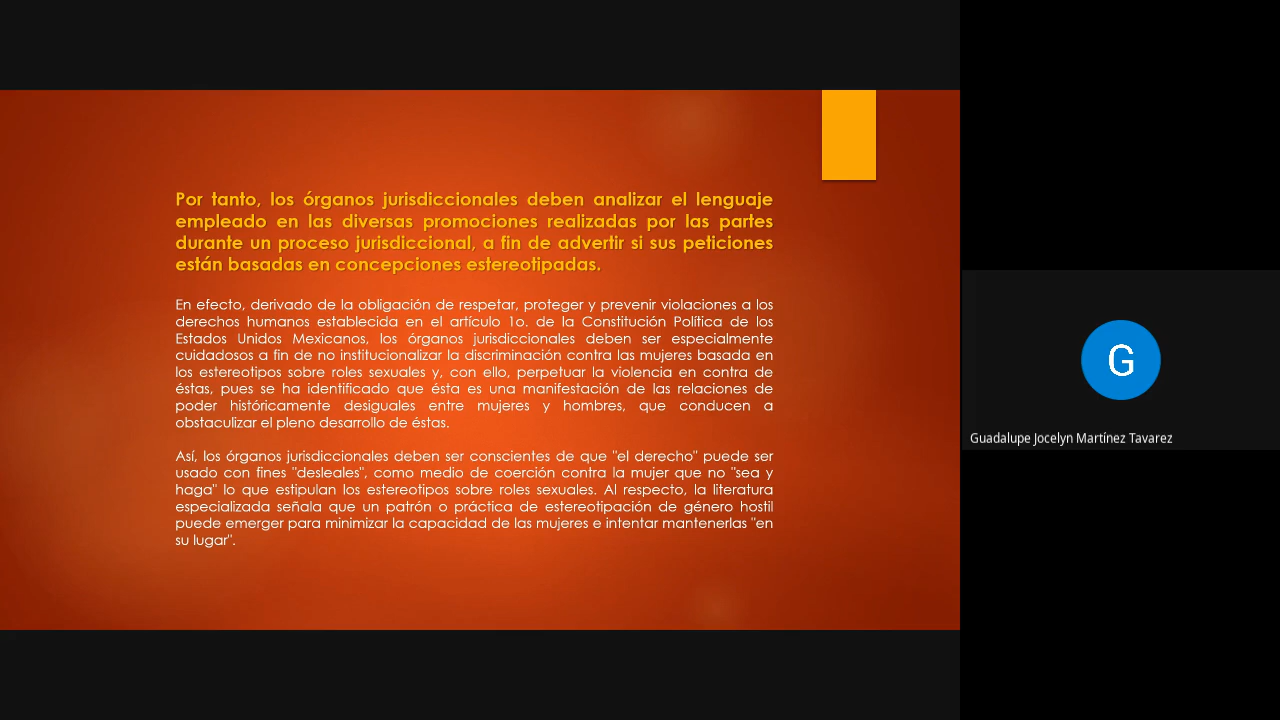 Por tanto, los órganos jurisdiccionales deben analizar el lenguaje
empleado en las diversas promociones realizadas por las partes
durante un proceso jurisdiccional, a fin de advertir si sus peticiones
están basadas en concepciones estereotipadas.
En efecto, derivado de la obligación de respetar, proteger y prevenir violaciones a los
derechos humanos establecida en el artículo 1o. de la Constitución Política de los
Estados Unidos Mexicanos, los órganos jurisdiccionales deben ser especialmente
cuidadosos a fin de no institucionalizar la discriminación contra las mujeres basada en
los estereotipos sobre roles sexuales y, con ello, perpetuar la violencia en contra de
éstas, pues se ha identificado que ésta es una manifestación de las relaciones de
poder históricamente desiguales entre mujeres y hombres, que conducen a
obstaculizar el pleno desarrollo de éstas.
Así, los órganos jurisdiccionales deben ser conscientes de que "el derecho" puede ser
usado con fines "desleales", como medio de coerción contra la mujer que no "sea y
haga" lo que estipulan los estereotipos sobre roles sexuales. Al respecto, la literatura
especializada señala que un patrón o práctica de estereotipación de género hostil
puede emerger para minimizar la capacidad de las mujeres e intentar mantenerlas "en
su lugar".
G
Guadalupe Jocelyn Martínez Tavarez